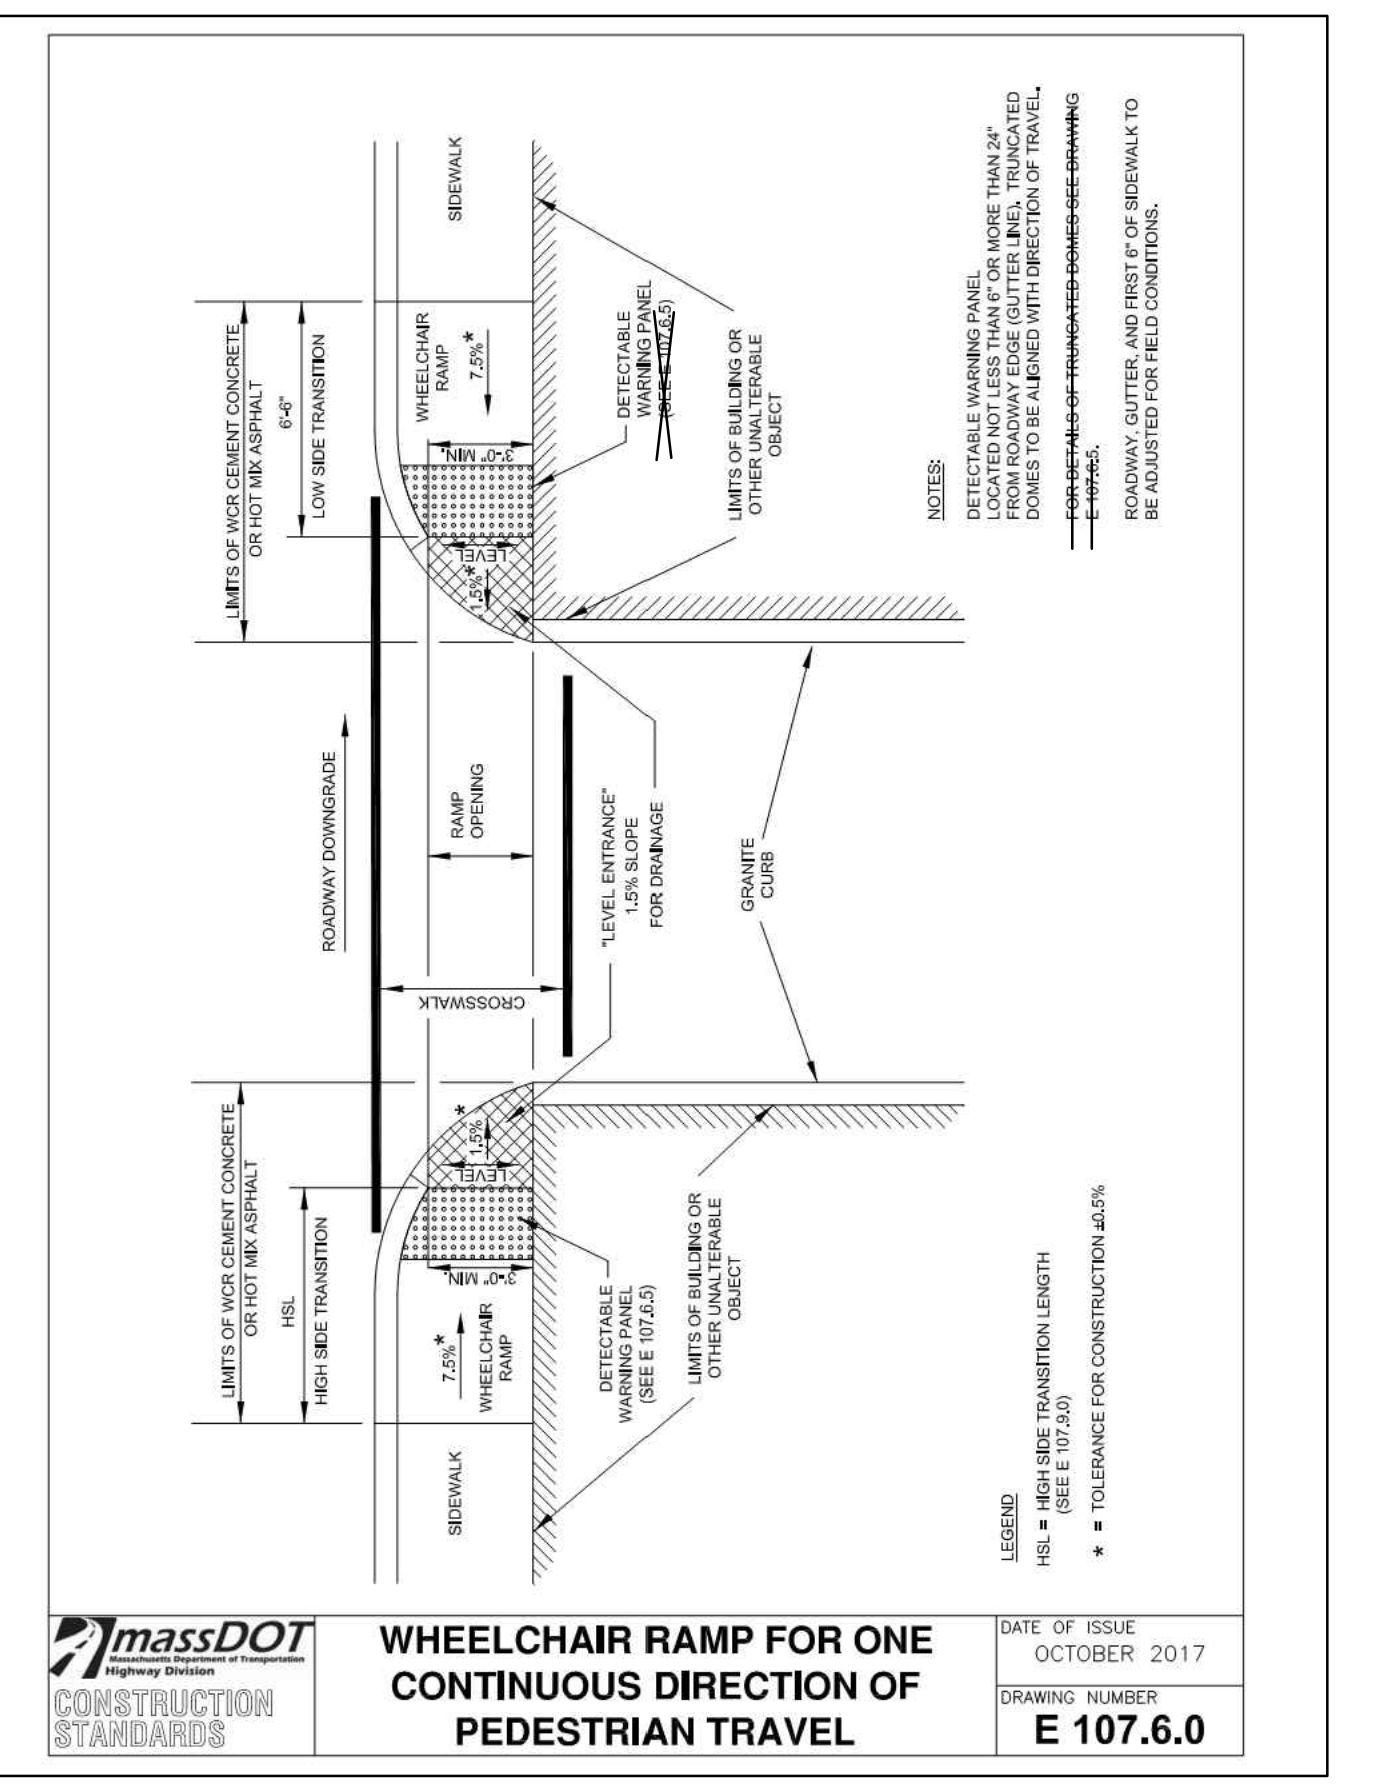 LIMITS OF WCR CEMENT CONCRETE
OR HOT MIX ASPHALT
HSL
HIGH SIDE TRANSITION
SIDEWALK
7.5%*
WHEELCHAIR
RAMP
3'-0" MIN.
LEVEL
1.5%
*
DETECTABLE
WARNING PANEL
(SEE E 107.6.5)
LIMITS OF BUILDING OR
OTHER UNALTERABLE
OBJECT
CROSSWALK
ROADWAY DOWNGRADE
RAMP
OPENING
"LEVEL ENTRANCE"
1.5% SLOPE
FOR DRAINAGE
GRANITE
CURB
LIMITS OF WCR CEMENT CONCRETE
OR HOT MIX ASPHALT
6'-6"
LOW SIDE TRANSITION
WHEELCHAIR
RAMP
7.5%*
3'-0" MIN.
LEVEL
1.5%*
SIDEWALK
DETECTABLE
WARNING PANEL
(SEE E 107.6.5)
LIMITS OF BUILDING OR
OTHER UNALTERABLE
OBJECT
NOTES:
DETECTABLE WARNING PANEL
LOCATED NOT LESS THAN 6" OR MORE THAN 24"
FROM ROADWAY EDGE (GUTTER LINE). TRUNCATED
DOMES TO BE ALIGNED WITH DIRECTION OF TRAVEL.
FOR DETAILS OF TRUNCATED DOMES SEE DRAWING
E 107.6.5.
ROADWAY, GUTTER, AND FIRST 6" OF SIDEWALK TO
BE ADJUSTED FOR FIELD CONDITIONS.
LEGEND
HSL = HIGH SIDE TRANSITION LENGTH
(SEE E 107.9.0)
* = TOLERANCE FOR CONSTRUCTION ±0.5%
massDOT
Massachusetts Department of Transportation
Highway Division
CONSTRUCTION
STANDARDS
WHEELCHAIR RAMP FOR ONE
CONTINUOUS DIRECTION OF
PEDESTRIAN TRAVEL
DATE OF ISSUE
OCTOBER 2017
DRAWING NUMBER
E 107.6.0